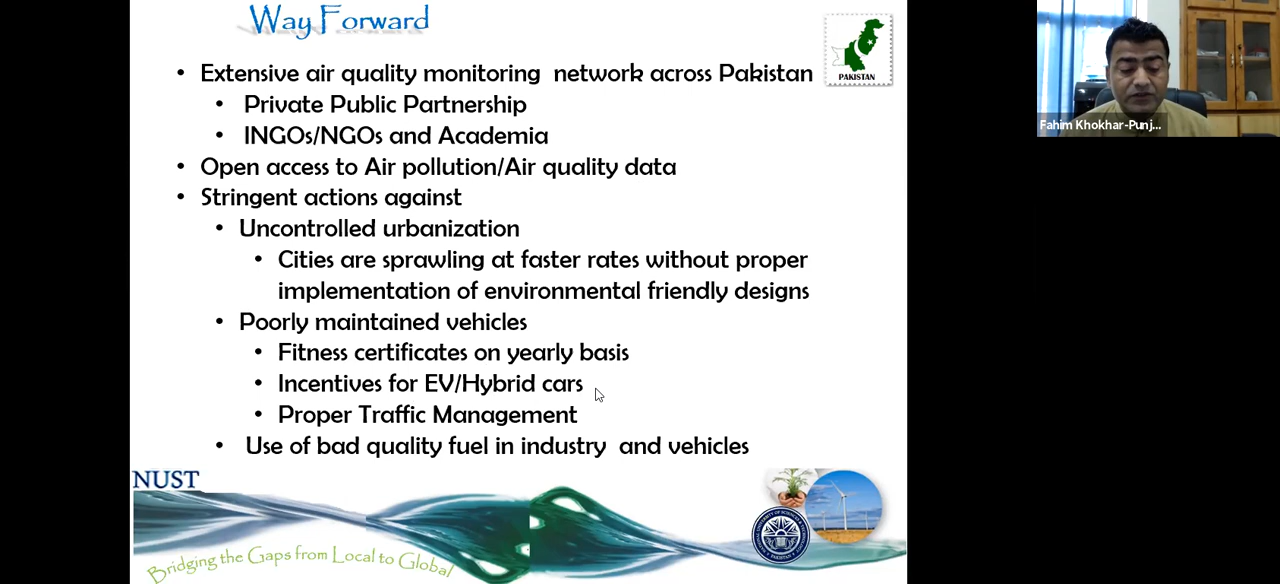 Way Forward
PAKISTAN
• Extensive air quality monitoring network across Pakistan
• Private Public Partnership
• INGOs/NGOs and Academia
• Open access to Air pollution/Air quality data
• Stringent actions against
• Uncontrolled urbanization
• Cities are sprawling at faster rates without proper
implementation of environmental friendly designs
• Poorly maintained vehicles
• Fitness certificates on yearly basis
• Incentives for EV/Hybrid cars
• Proper Traffic Management
• Use of bad quality fuel in industry and vehicles
NUST
Bridging the Gaps from Local to Global
Fahim Khokhar-Punj...